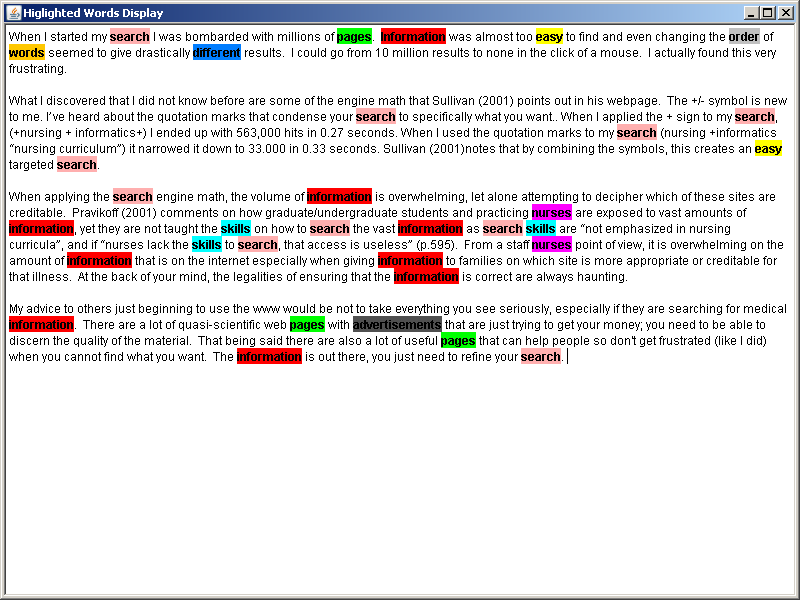 Higlighted Words Display
When I started my search I was bombarded with millions of pages.  Information was almost too easy to find and even changing the order of
words seemed to give drastically different results.  I could go from 10 million results to none in the click of a mouse.  I actually found this very
frustrating.
What I discovered that I did not know before are some of the engine math that Sullivan (2001) points out in his webpage.  The +/- symbol is new
to me. I've heard about the quotation marks that condense your search to specifically what you want.. When I applied the + sign to my search,
(+nursing + informatics+) I ended up with 563,000 hits in 0.27 seconds. When I used the quotation marks to my search (nursing +informatics
“nursing curriculum”) it narrowed it down to 33.000 in 0.33 seconds. Sullivan (2001)notes that by combining the symbols, this creates an easy
targeted search.
When applying the search engine math, the volume of information is overwhelming, let alone attempting to decipher which of these sites are
creditable.  Pravikoff (2001) comments on how graduate/undergraduate students and practicing nurses are exposed to vast amounts of
information, yet they are not taught the skills on how to search the vast information as search skills are “not emphasized in nursing
curricula”, and if “nurses lack the skills to search, that access is useless” (p.595).  From a staff nurses point of view, it is overwhelming on the
amount of information that is on the internet especially when giving information to families on which site is more appropriate or creditable for
that illness.  At the back of your mind, the legalities of ensuring that the information is correct are always haunting.
My advice to others just beginning to use the www would be not to take everything you see seriously, especially if they are searching for medical
information.  There are a lot of quasi-scientific web pages with advertisements that are just trying to get your money; you need to be able to
discern the quality of the material.  That being said there are also a lot of useful pages that can help people so don't get frustrated (like I did)
when you cannot find what you want.  The information is out there, you just need to refine your search.